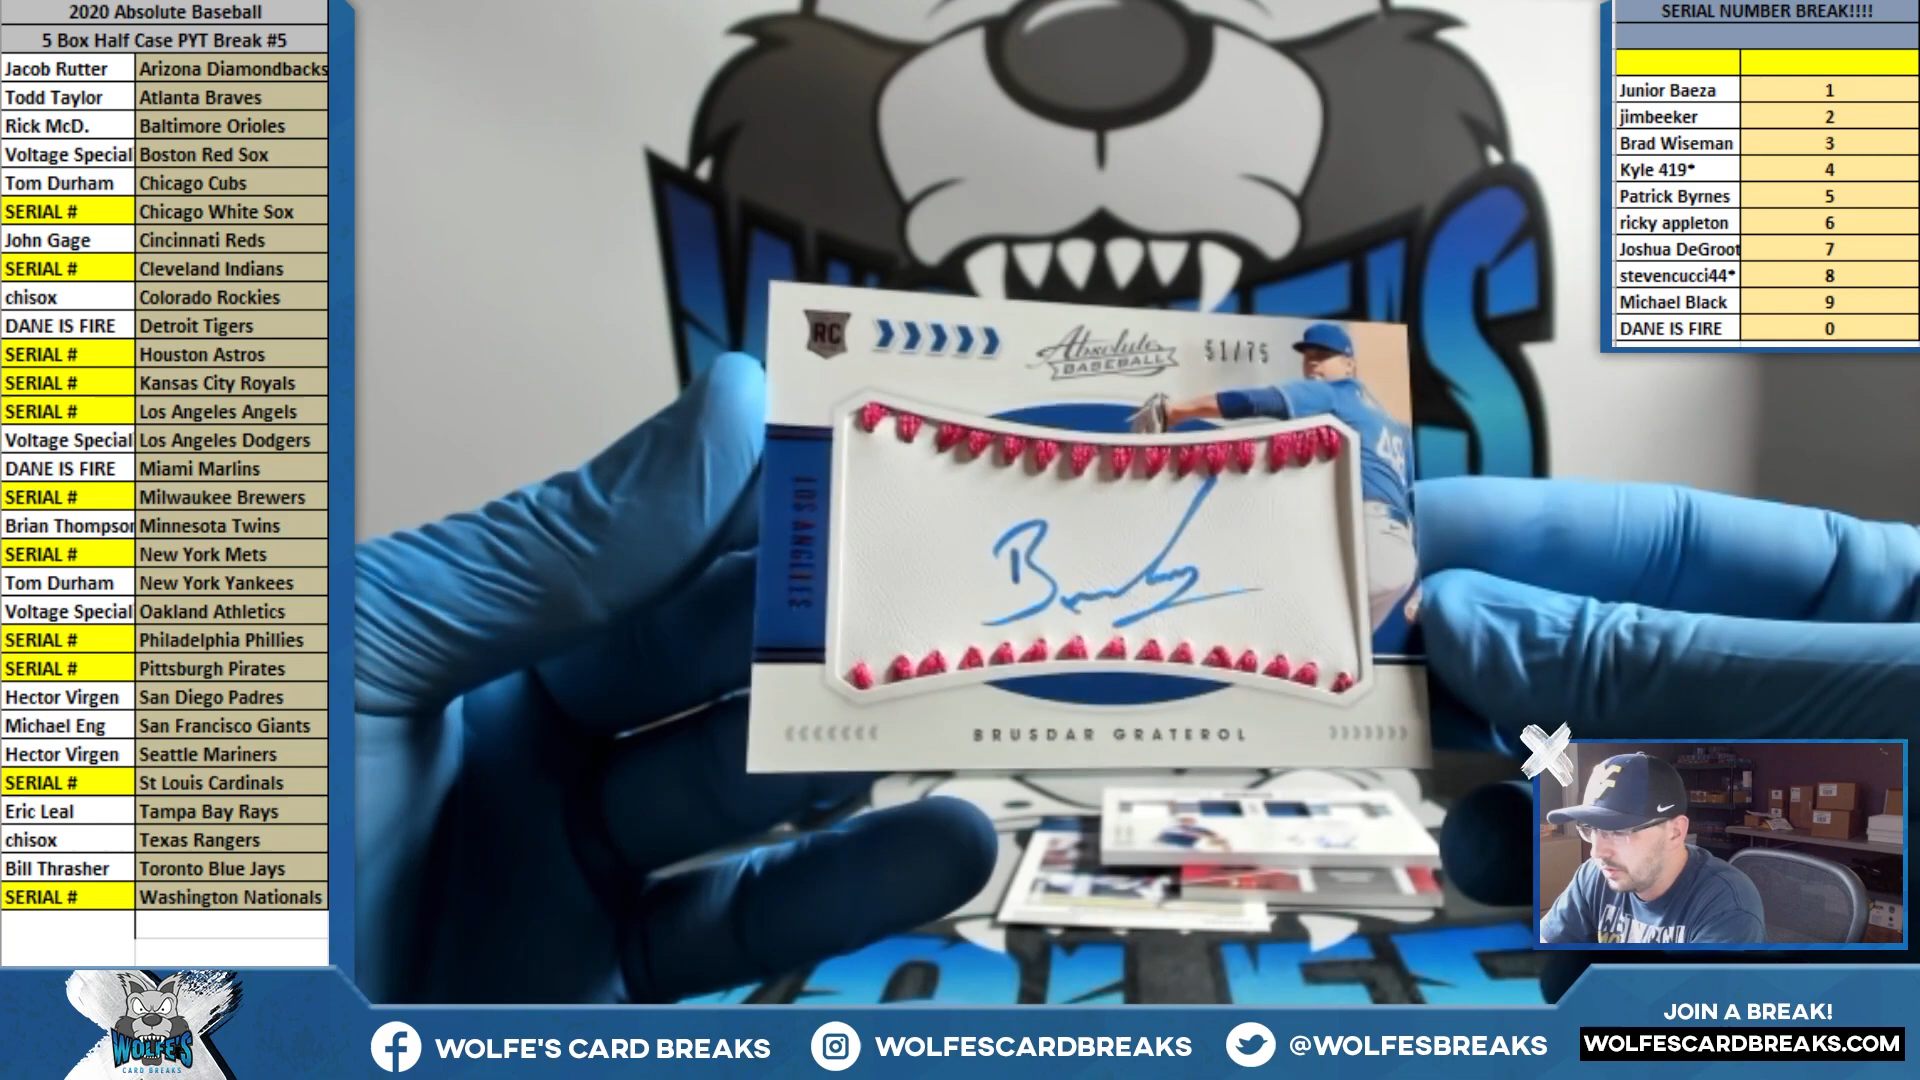 2020 Absolute Baseball
5 Box Half Case PYT Break #5
Jacob Rutter Arizona Diamondbacks
Todd Taylor Atlanta Braves
Rick McD. Baltimore Orioles
Voltage Special Boston Red Sox
Tom Durham Chicago Cubs
SERIAL # Chicago White Sox
John Gage Cincinnati Reds
SERIAL # Cleveland Indians
chisox Colorado Rockies
DANE IS FIRE Detroit Tigers
SERIAL # Houston Astros
SERIAL # Kansas City Royals
SERIAL # Los Angeles Angels
Voltage Special Los Angeles Dodgers
DANE IS FIRE Miami Marlins
SERIAL # Milwaukee Brewers
Brian Thompson Minnesota Twins
SERIAL # New York Mets
Tom Durham New York Yankees
Voltage Special Oakland Athletics
SERIAL # Philadelphia Phillies
SERIAL # Pittsburgh Pirates
Hector Virgen San Diego Padres
Michael Eng San Francisco Giants
Hector Virgen Seattle Mariners
SERIAL # St Louis Cardinals
Eric Leal Tampa Bay Rays
chisox Texas Rangers
Bill Thrasher Toronto Blue Jays
SERIAL # Washington Nationals
RC
Absolute
BASEBALL
51/75
LOS ANGELES
BRUSDAR GRATEROL
SERIAL NUMBER BREAK!!!!
Junior Baeza 1
jimbeeker 2
Brad Wiseman 3
Kyle 419* 4
Patrick Byrnes 5
ricky appleton 6
Joshua DeGroot 7
stevencucci44* 8
Michael Black 9
DANE IS FIRE 0
WOLFE'S
CARD BREAKS
WOLFE'S CARD BREAKS
WOLFESCARDBREAKS
@WOLFESBREAKS
JOIN A BREAK!
WOLFESCARDBREAKS.COM